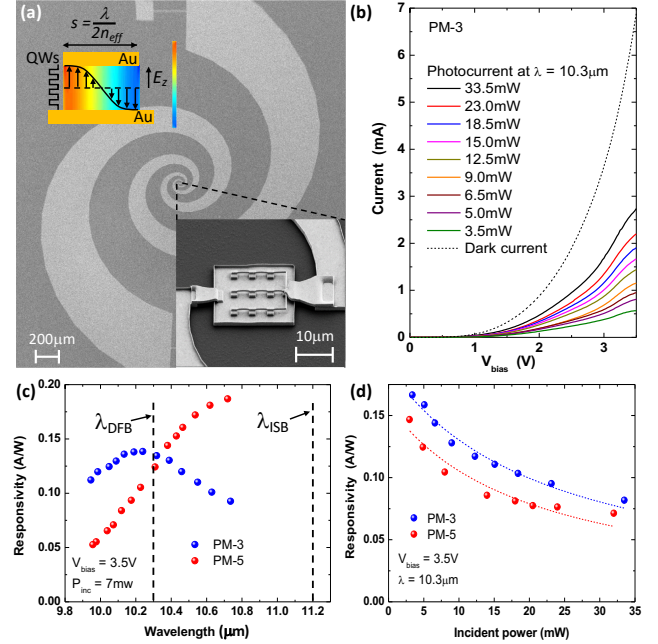 (a)
s = λ / 2n_eff
QWs
Au
E_z
Au
200μm
10μm
(b)
PM-3
Photocurrent at λ = 10.3μm
33.5mW
23.0mW
18.5mW
15.0mW
12.5mW
9.0mW
6.5mW
5.0mW
3.5mW
Dark current
Current (mA)
7
6
5
4
3
2
1
0
0 1 2 3
V_bias (V)
(c)
λ_DFB
λ_ISB
PM-3
PM-5
V_bias = 3.5V
P_inc = 7mw
Responsivity (A/W)
0.20
0.15
0.10
0.05
0.00
9.8 10.0 10.2 10.4 10.6 10.8 11.0 11.2
Wavelength (μm)
(d)
PM-3
PM-5
V_bias = 3.5V
λ = 10.3μm
Responsivity (A/W)
0.15
0.10
0.05
0.00
0 5 10 15 20 25 30 35
Incident power (mW)